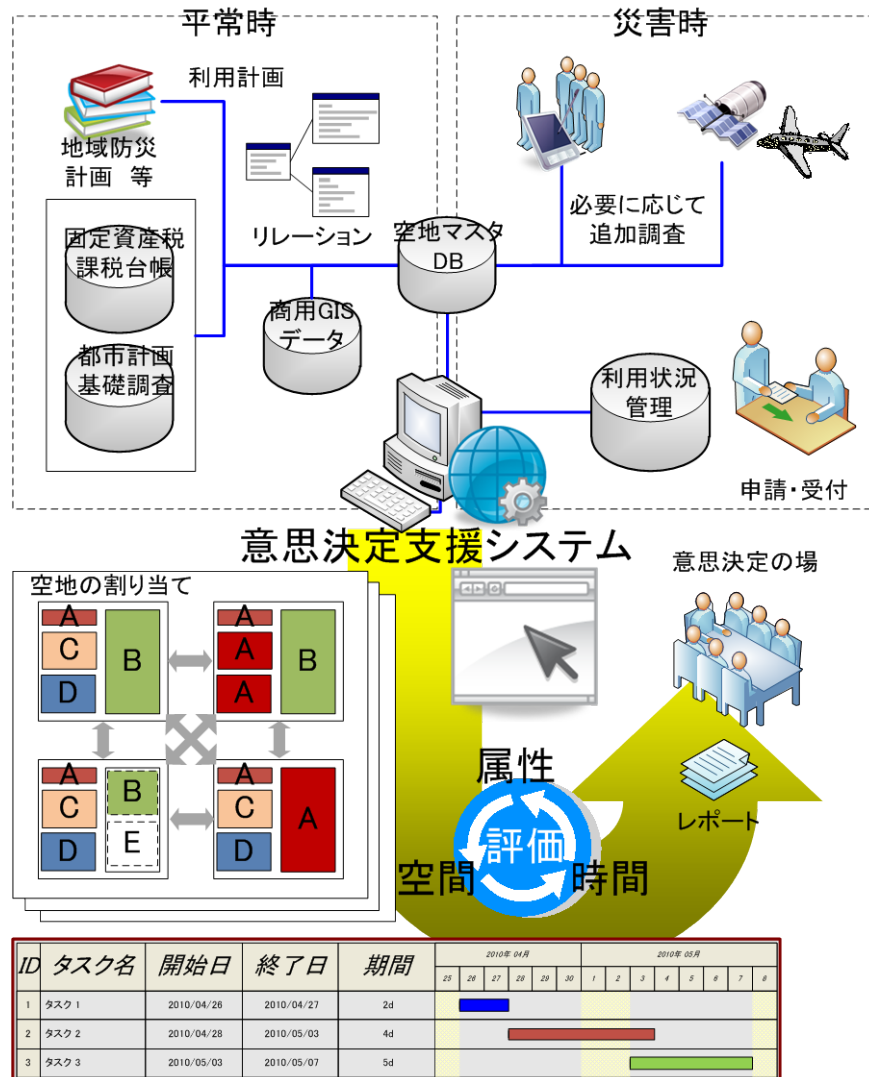 平常時
災害時
利用計画
地域防災
計画 等
リレーション
必要に応じて
追加調査
固定資産税
課税台帳
空地マスタ
DB
商用GIS
データ
都市計画
基礎調査
利用状況
管理
申請・受付
意思決定支援システム
意思決定の場
空地の割り当て
A
C
D
B
A
A
A
B
A
C
D
B
E
A
C
D
A
属性
評価
空間
時間
レポート
ID タスク名 開始日 終了日 期間 2010年 04月 2010年 05月
25 26 27 28 29 30 1 2 3 4 5 6 7 8
1 タスク 1 2010/04/26 2010/04/27 2d
2 タスク 2 2010/04/28 2010/05/03 4d
3 タスク 3 2010/05/03 2010/05/07 5d